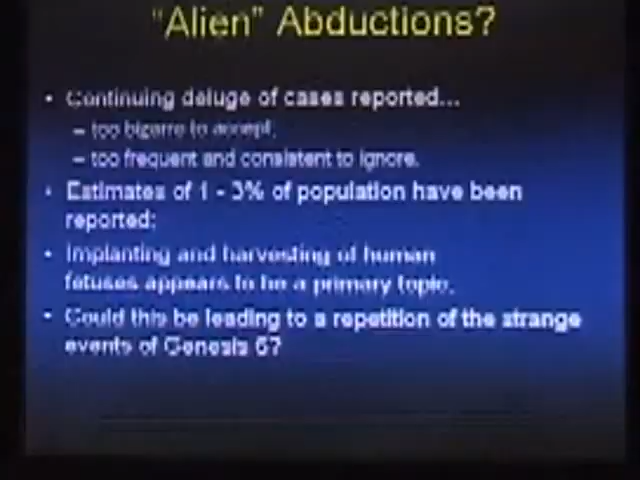 "Alien" Abductions?
• Continuing deluge of cases reported...
– too bizarre to accept,
– too frequent and consistent to ignore.
• Estimates of 1 - 3% of population have been
reported:
• Implanting and harvesting of human
fetuses appears to be a primary topic.
• Could this be leading to a repetition of the strange
events of Genesis 6?